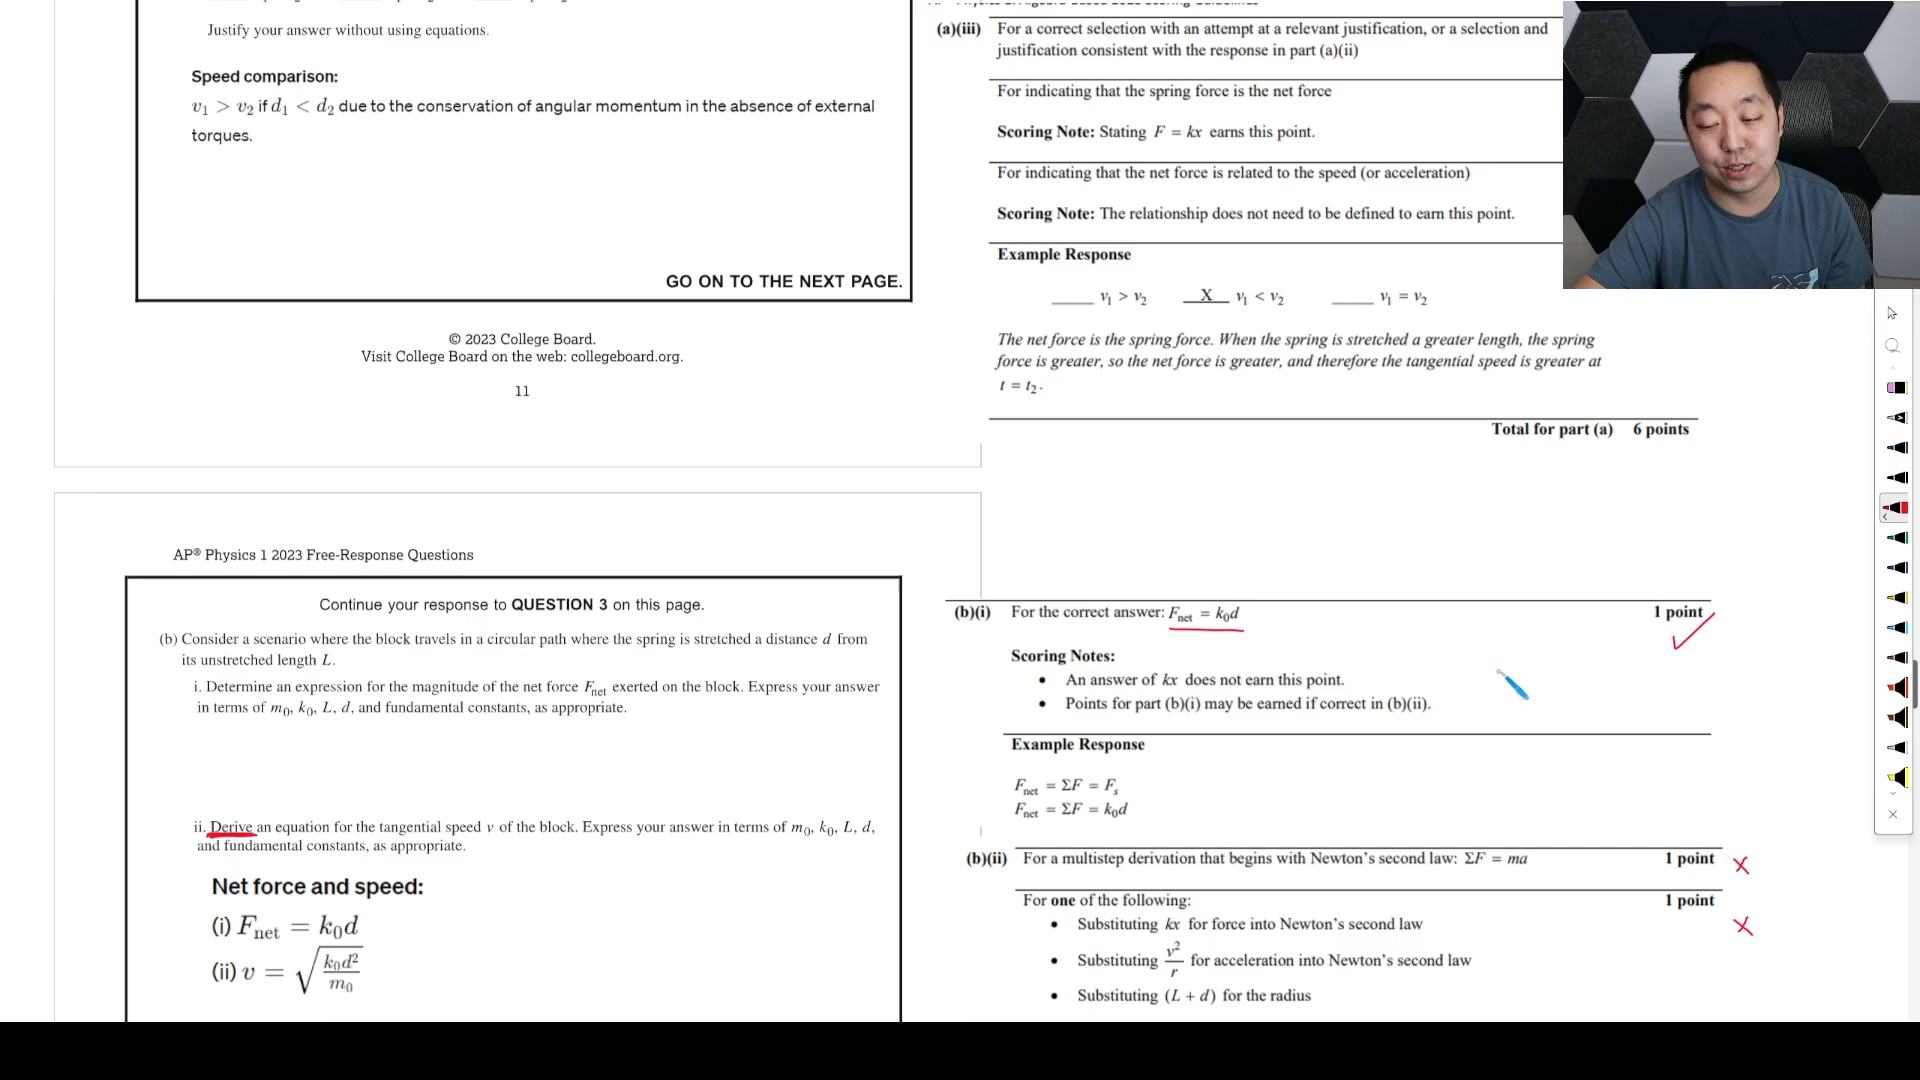 Justify your answer without using equations.
Speed comparison:
v₁ > v₂ if d₁ < d₂ due to the conservation of angular momentum in the absence of external
torques.
GO ON TO THE NEXT PAGE.
© 2023 College Board.
Visit College Board on the web: collegeboard.org.
11
AP® Physics 1 2023 Free-Response Questions
Continue your response to QUESTION 3 on this page.
(b) Consider a scenario where the block travels in a circular path where the spring is stretched a distance d from
its unstretched length L.
i. Determine an expression for the magnitude of the net force Fnet exerted on the block. Express your answer
in terms of m₀, k₀, L, d, and fundamental constants, as appropriate.
ii. Derive an equation for the tangential speed v of the block. Express your answer in terms of m₀, k₀, L, d,
and fundamental constants, as appropriate.
Net force and speed:
(i) Fnet = k₀d
(ii) v = √(k₀d²/m₀)
(a)(iii) For a correct selection with an attempt at a relevant justification, or a selection and
justification consistent with the response in part (a)(ii)
For indicating that the spring force is the net force
Scoring Note: Stating F = kx earns this point.
For indicating that the net force is related to the speed (or acceleration)
Scoring Note: The relationship does not need to be defined to earn this point.
Example Response
____ v₁ > v₂ __X__ v₁ < v₂ ____ v₁ = v₂
The net force is the spring force. When the spring is stretched a greater length, the spring
force is greater, so the net force is greater, and therefore the tangential speed is greater at
t = t₂.
Total for part (a) 6 points
(b)(i) For the correct answer: Fnet = k₀d 1 point
Scoring Notes:
• An answer of kx does not earn this point.
• Points for part (b)(i) may be earned if correct in (b)(ii).
Example Response
Fnet = ΣF = Fs
Fnet = ΣF = k₀d
(b)(ii) For a multistep derivation that begins with Newton's second law: ΣF = ma 1 point
For one of the following: 1 point
• Substituting kx for force into Newton's second law
• Substituting v²/r for acceleration into Newton's second law
• Substituting (L + d) for the radius